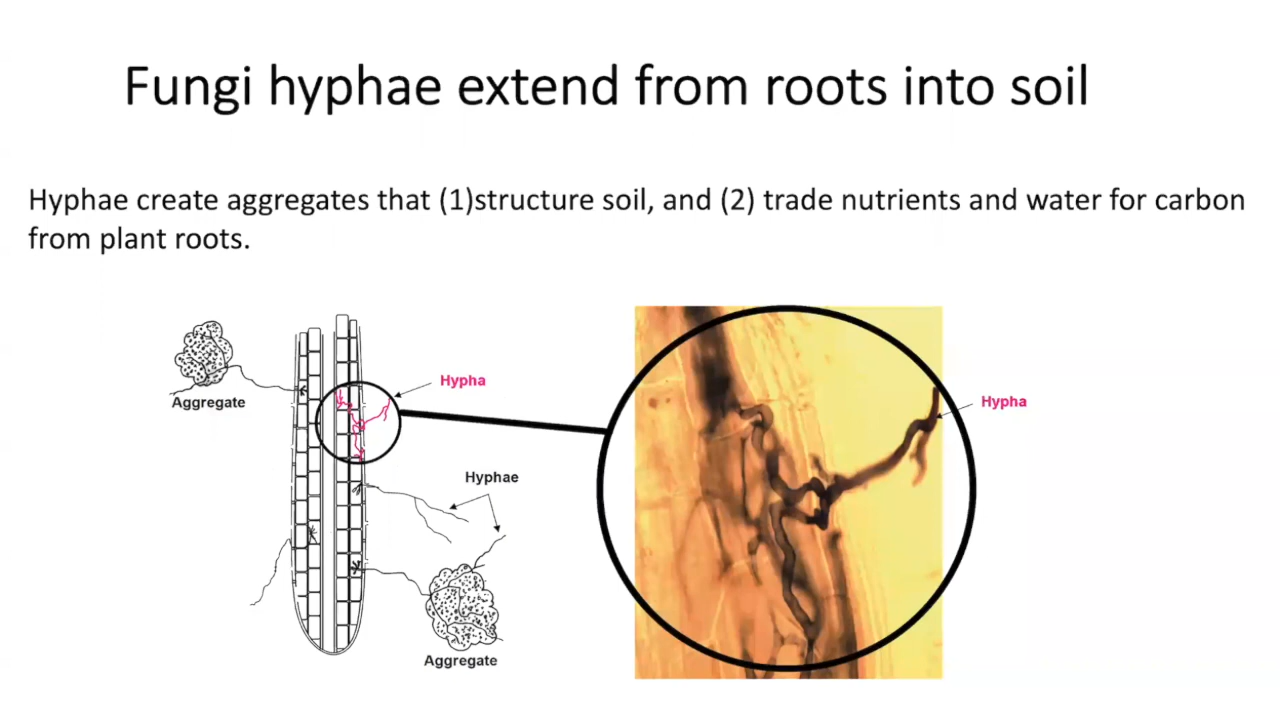 Fungi hyphae extend from roots into soil
Hyphae create aggregates that (1)structure soil, and (2) trade nutrients and water for carbon
from plant roots.
Hypha
Aggregate
Hypha
Hyphae
Aggregate